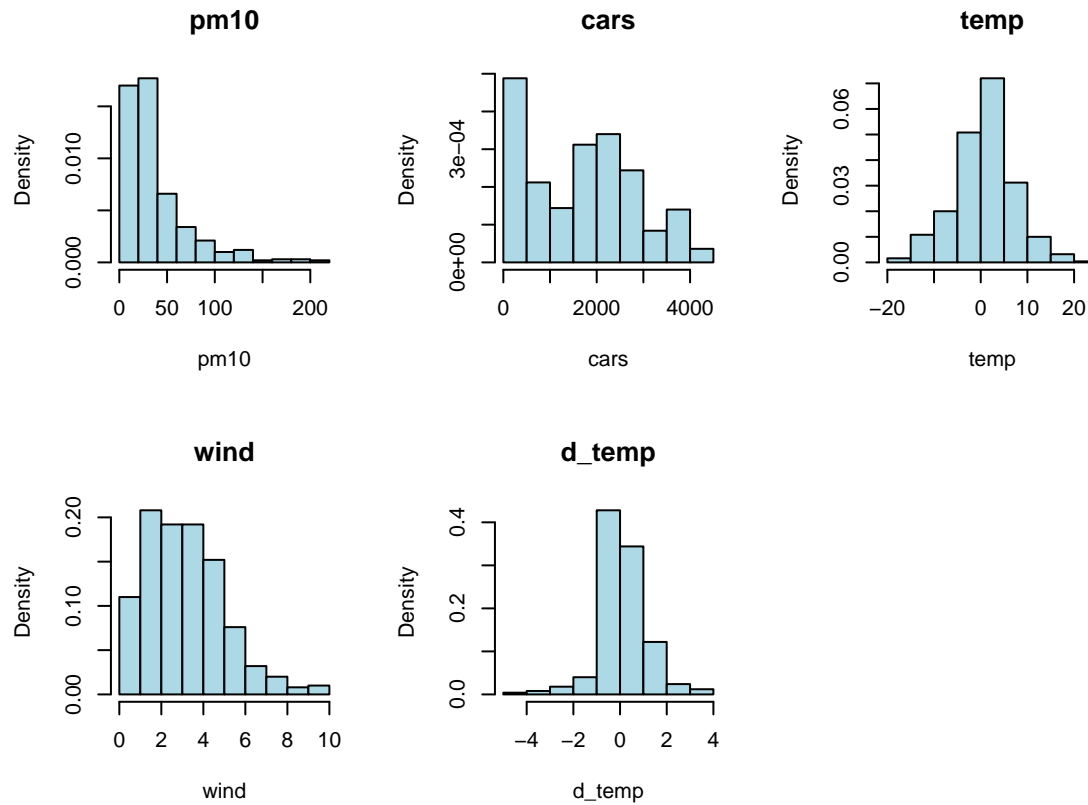 pm10
Density
0.000 0.010
0 50 100 200
pm10
cars
Density
0e+00 3e−04
0 2000 4000
cars
temp
Density
0.00 0.03 0.06
−20 0 10 20
temp
wind
Density
0.00 0.10 0.20
0 2 4 6 8 10
wind
d_temp
Density
0.0 0.2 0.4
−4 −2 0 2 4
d_temp